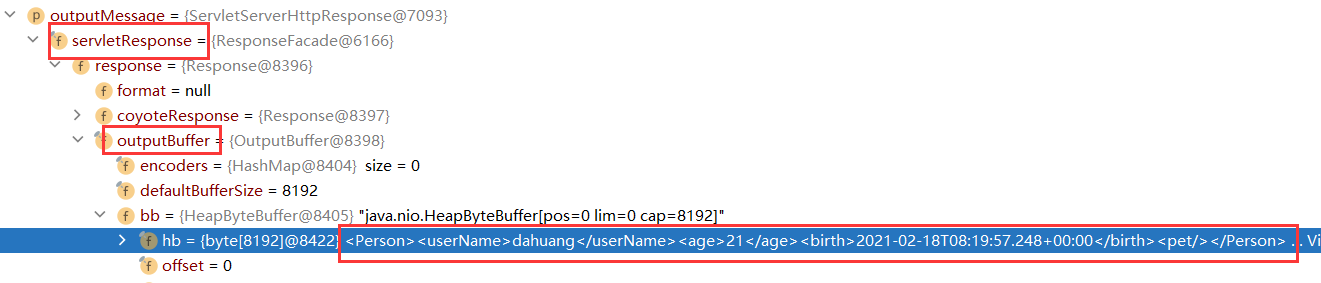 p outputMessage = {ServletServerHttpResponse@7093}
f servletResponse = {ResponseFacade@6166}
f response = {Response@8396}
f format = null
f coyoteResponse = {Response@8397}
f outputBuffer = {OutputBuffer@8398}
f encoders = {HashMap@8404} size = 0
f defaultBufferSize = 8192
f bb = {HeapByteBuffer@8405} "java.nio.HeapByteBuffer[pos=0 lim=0 cap=8192]"
f hb = {byte[8192]@8422} <Person><userName>dahuang</userName><age>21</age><birth>2021-02-18T08:19:57.248+00:00</birth><pet/></Person> ... Vi
f offset = 0